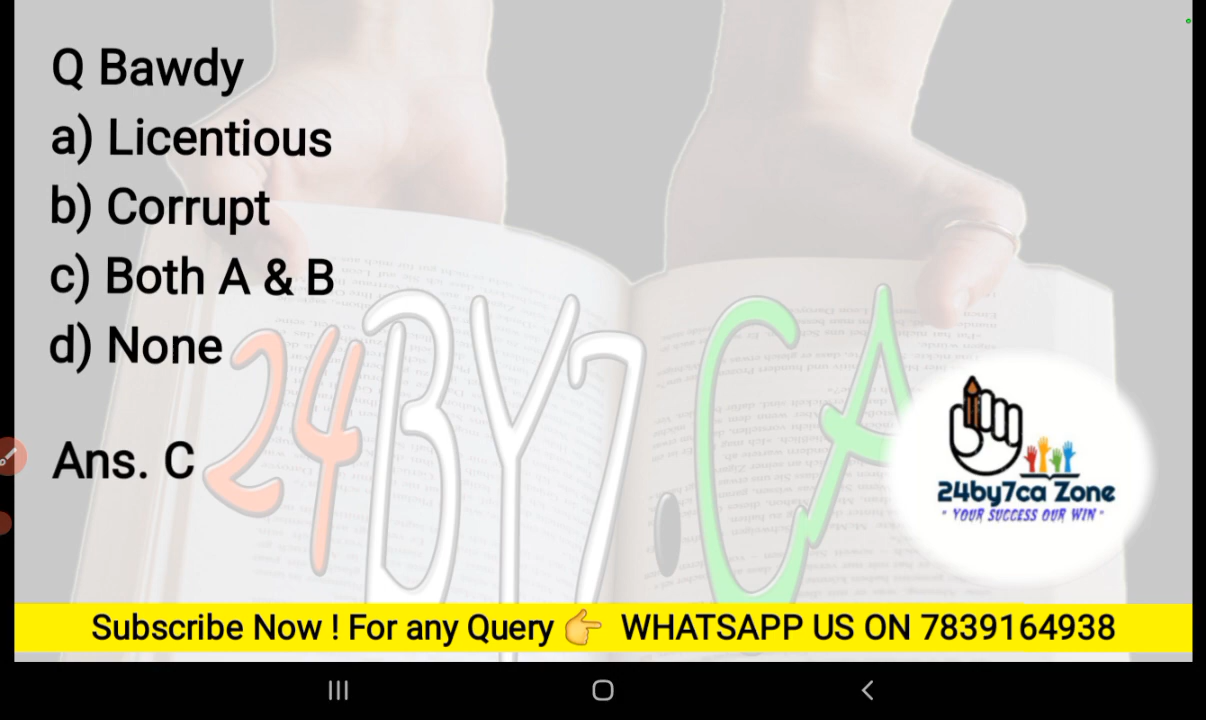 Q Bawdy
a) Licentious
b) Corrupt
c) Both A & B
d) None
Ans. C
24BY7.CA
24by7ca Zone
" YOUR SUCCESS OUR WIN "
Subscribe Now ! For any Query 👉 WHATSAPP US ON 7839164938